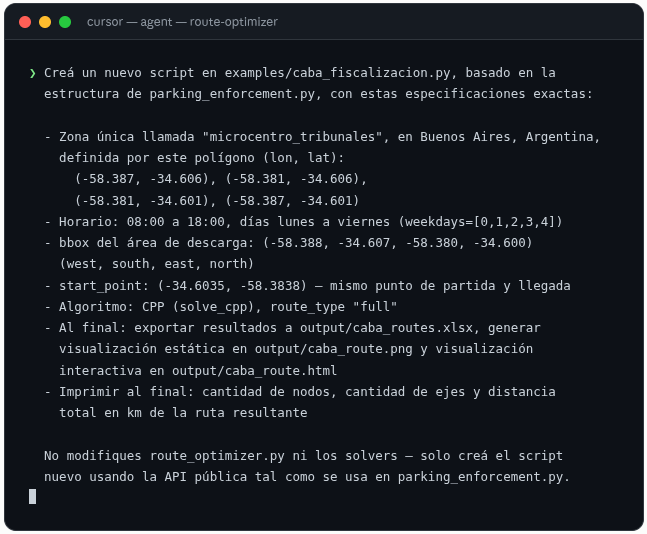 cursor — agent — route-optimizer
❯ Creá un nuevo script en examples/caba_fiscalizacion.py, basado en la
estructura de parking_enforcement.py, con estas especificaciones exactas:
- Zona única llamada "microcentro_tribunales", en Buenos Aires, Argentina,
definida por este polígono (lon, lat):
(-58.387, -34.606), (-58.381, -34.606),
(-58.381, -34.601), (-58.387, -34.601)
- Horario: 08:00 a 18:00, días lunes a viernes (weekdays=[0,1,2,3,4])
- bbox del área de descarga: (-58.388, -34.607, -58.380, -34.600)
(west, south, east, north)
- start_point: (-34.6035, -58.3838) — mismo punto de partida y llegada
- Algoritmo: CPP (solve_cpp), route_type "full"
- Al final: exportar resultados a output/caba_routes.xlsx, generar
visualización estática en output/caba_route.png y visualización
interactiva en output/caba_route.html
- Imprimir al final: cantidad de nodos, cantidad de ejes y distancia
total en km de la ruta resultante
No modifiques route_optimizer.py ni los solvers — solo creá el script
nuevo usando la API pública tal como se usa en parking_enforcement.py.